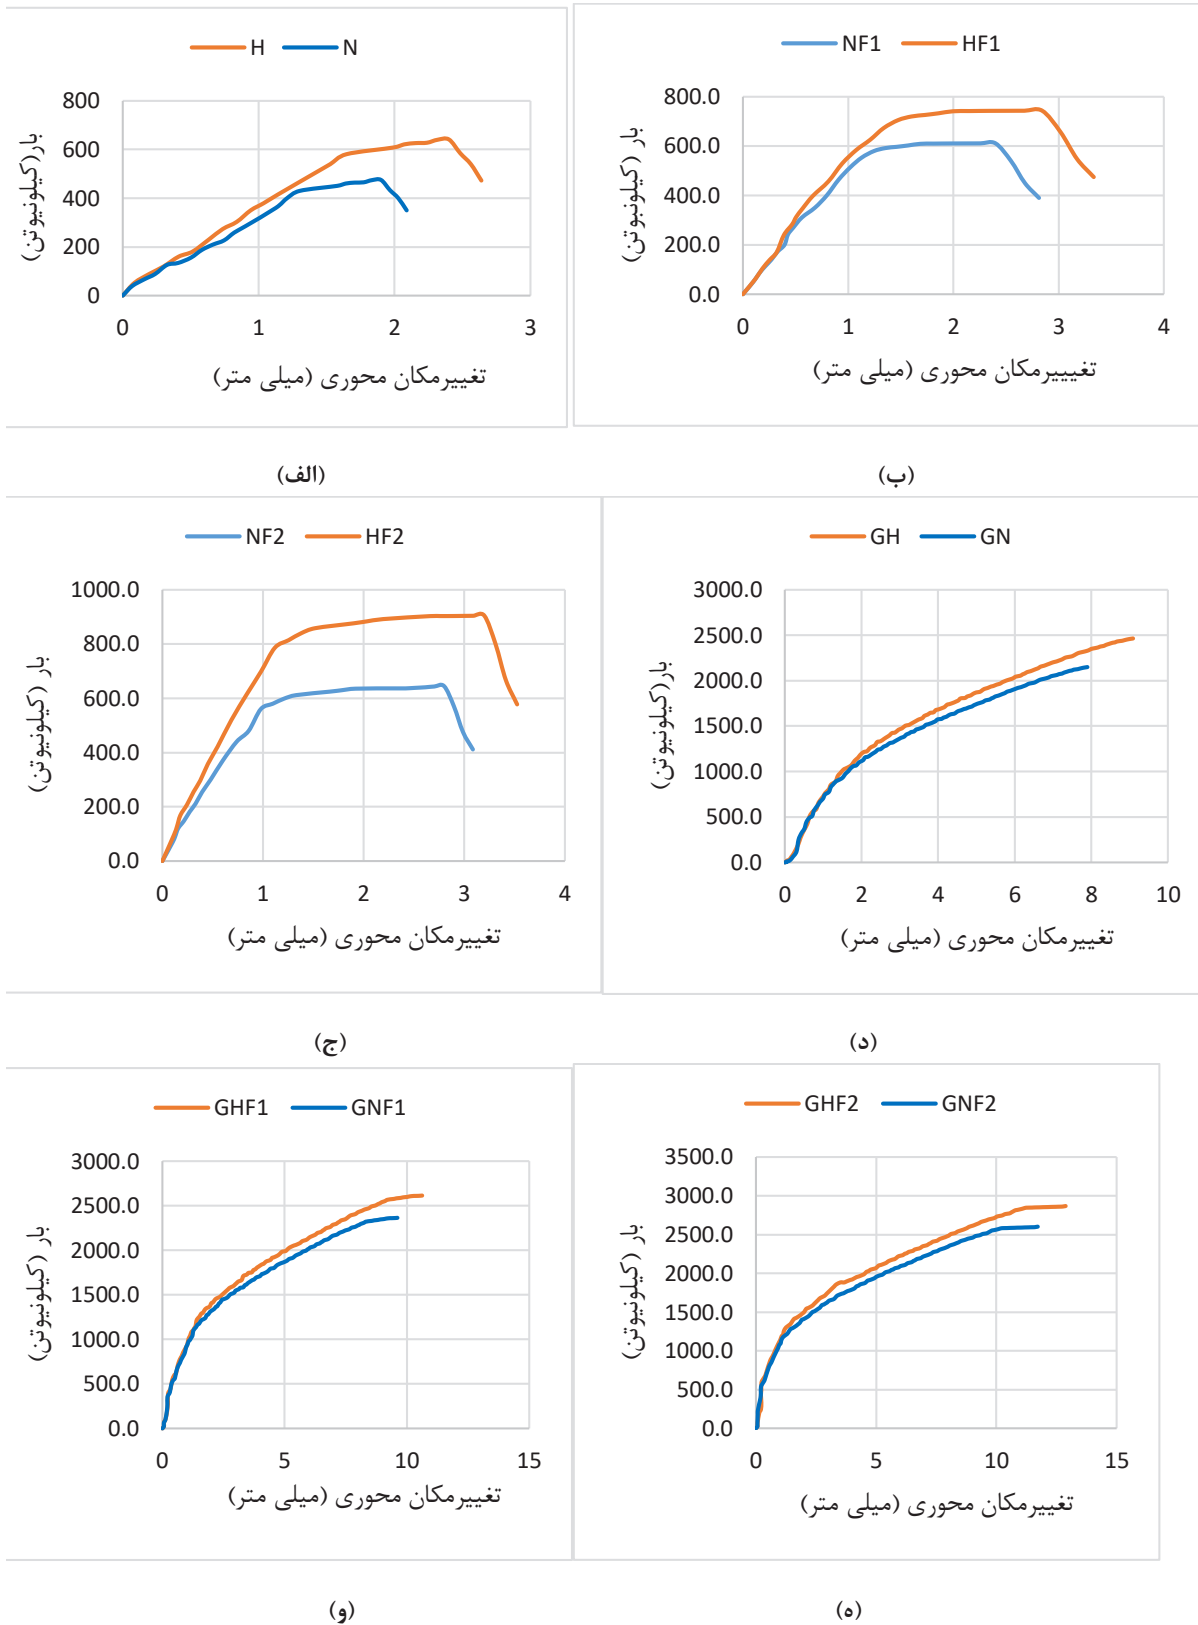 H N
800
600
400
200
0
0 1 2 3
بار(کیلونیوتن)
تغییرمکان محوری (میلی متر)
(الف)
NF1 HF1
800.0
600.0
400.0
200.0
0.0
0 1 2 3 4
بار (کیلونیوتن)
تغیییرمکان محوری (میلی متر)
(ب)
NF2 HF2
1000.0
800.0
600.0
400.0
200.0
0.0
0 1 2 3 4
بار (کیلونیوتن)
تغییرمکان محوری (میلی متر)
(ج)
GH GN
3000.0
2500.0
2000.0
1500.0
1000.0
500.0
0.0
0 2 4 6 8 10
بار(کیلونیوتن)
تغییرمکان محوری (میلی متر)
(د)
GHF1 GNF1
3000.0
2500.0
2000.0
1500.0
1000.0
500.0
0.0
0 5 10 15
بار (کیلونیوتن)
تغییرمکان محوری (میلی متر)
(و)
GHF2 GNF2
3500.0
3000.0
2500.0
2000.0
1500.0
1000.0
500.0
0.0
0 5 10 15
بار (کیلونیوتن)
تغییرمکان محوری (میلی متر)
(ه)